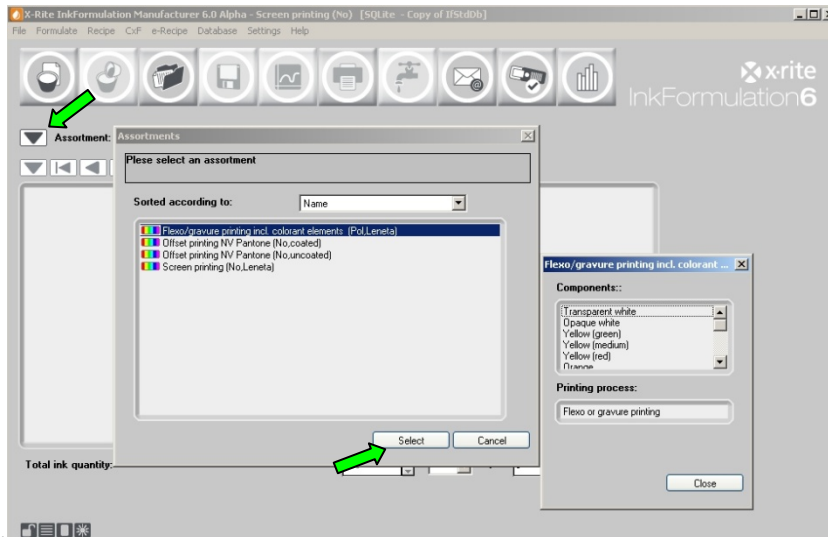 X-Rite InkFormulation Manufacturer 6.0 Alpha - Screen printing (No) [SQLite - Copy of IfStdDb]
File Formulate Recipe CxF e-Recipe Database Settings Help
x-rite
InkFormulation6
Assortment:
Assortments
Plese select an assortment
Sorted according to:
Name
Flexo/gravure printing incl. colorant elements (Pol,Leneta)
Offset printing NV Pantone (No,coated)
Offset printing NV Pantone (No,uncoated)
Screen printing (No,Leneta)
Select
Cancel
Flexo/gravure printing incl. colorant ...
Components::
Transparent white
Opaque white
Yellow (green)
Yellow (medium)
Yellow (red)
Orange
Printing process:
Flexo or gravure printing
Close
Total ink quantity: